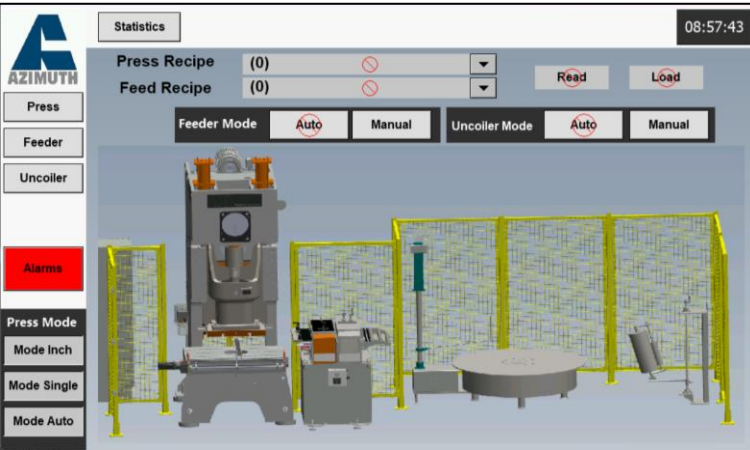 Statistics
08:57:43
AZIMUTH
Press Recipe (0)
Feed Recipe (0)
Read
Load
Press
Feeder
Uncoiler
Feeder Mode Auto Manual
Uncoiler Mode Auto Manual
Alarms
Press Mode
Mode Inch
Mode Single
Mode Auto